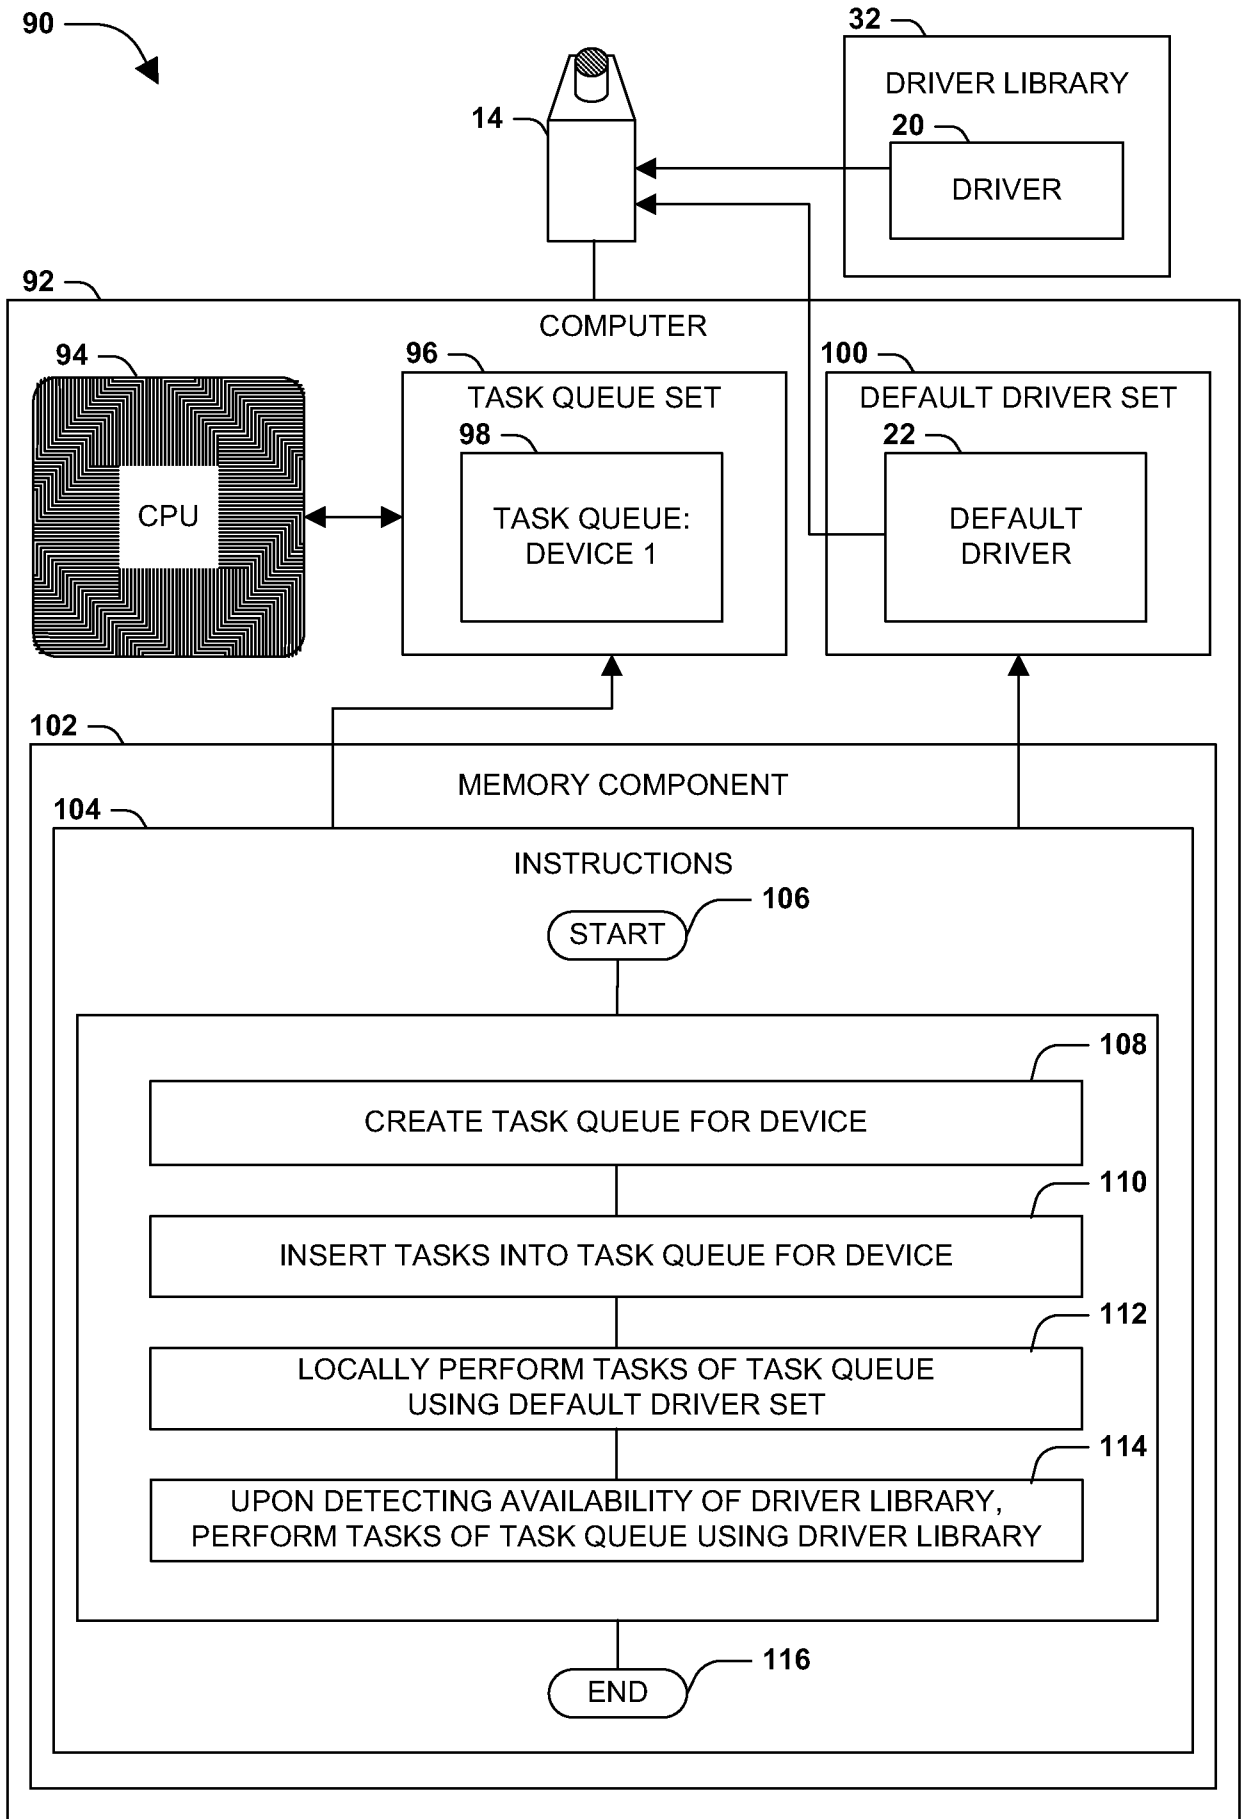 90
32
DRIVER LIBRARY
14
20
DRIVER
92
COMPUTER
94
96
100
CPU
TASK QUEUE SET
DEFAULT DRIVER SET
98
22
TASK QUEUE:
DEVICE 1
DEFAULT
DRIVER
102
MEMORY COMPONENT
104
INSTRUCTIONS
106
START
108
CREATE TASK QUEUE FOR DEVICE
110
INSERT TASKS INTO TASK QUEUE FOR DEVICE
112
LOCALLY PERFORM TASKS OF TASK QUEUE
USING DEFAULT DRIVER SET
114
UPON DETECTING AVAILABILITY OF DRIVER LIBRARY,
PERFORM TASKS OF TASK QUEUE USING DRIVER LIBRARY
116
END